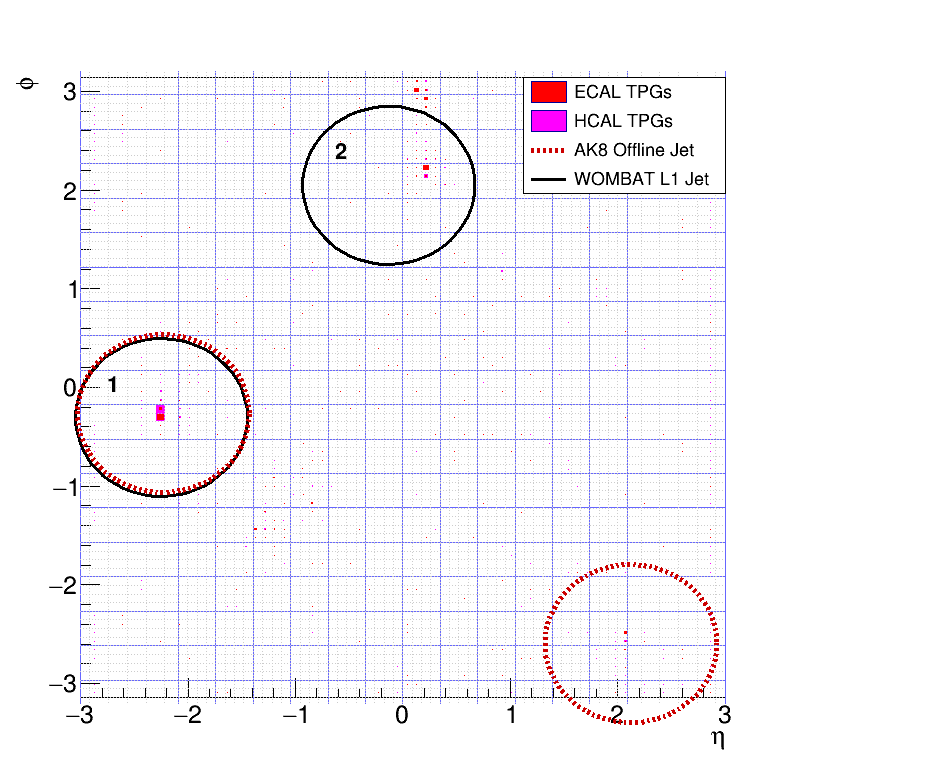 ϕ
3
2
1
0
−1
−2
−3
ECAL TPGs
HCAL TPGs
AK8 Offline Jet
WOMBAT L1 Jet
2
1
−3 −2 −1 0 1 2 3
η